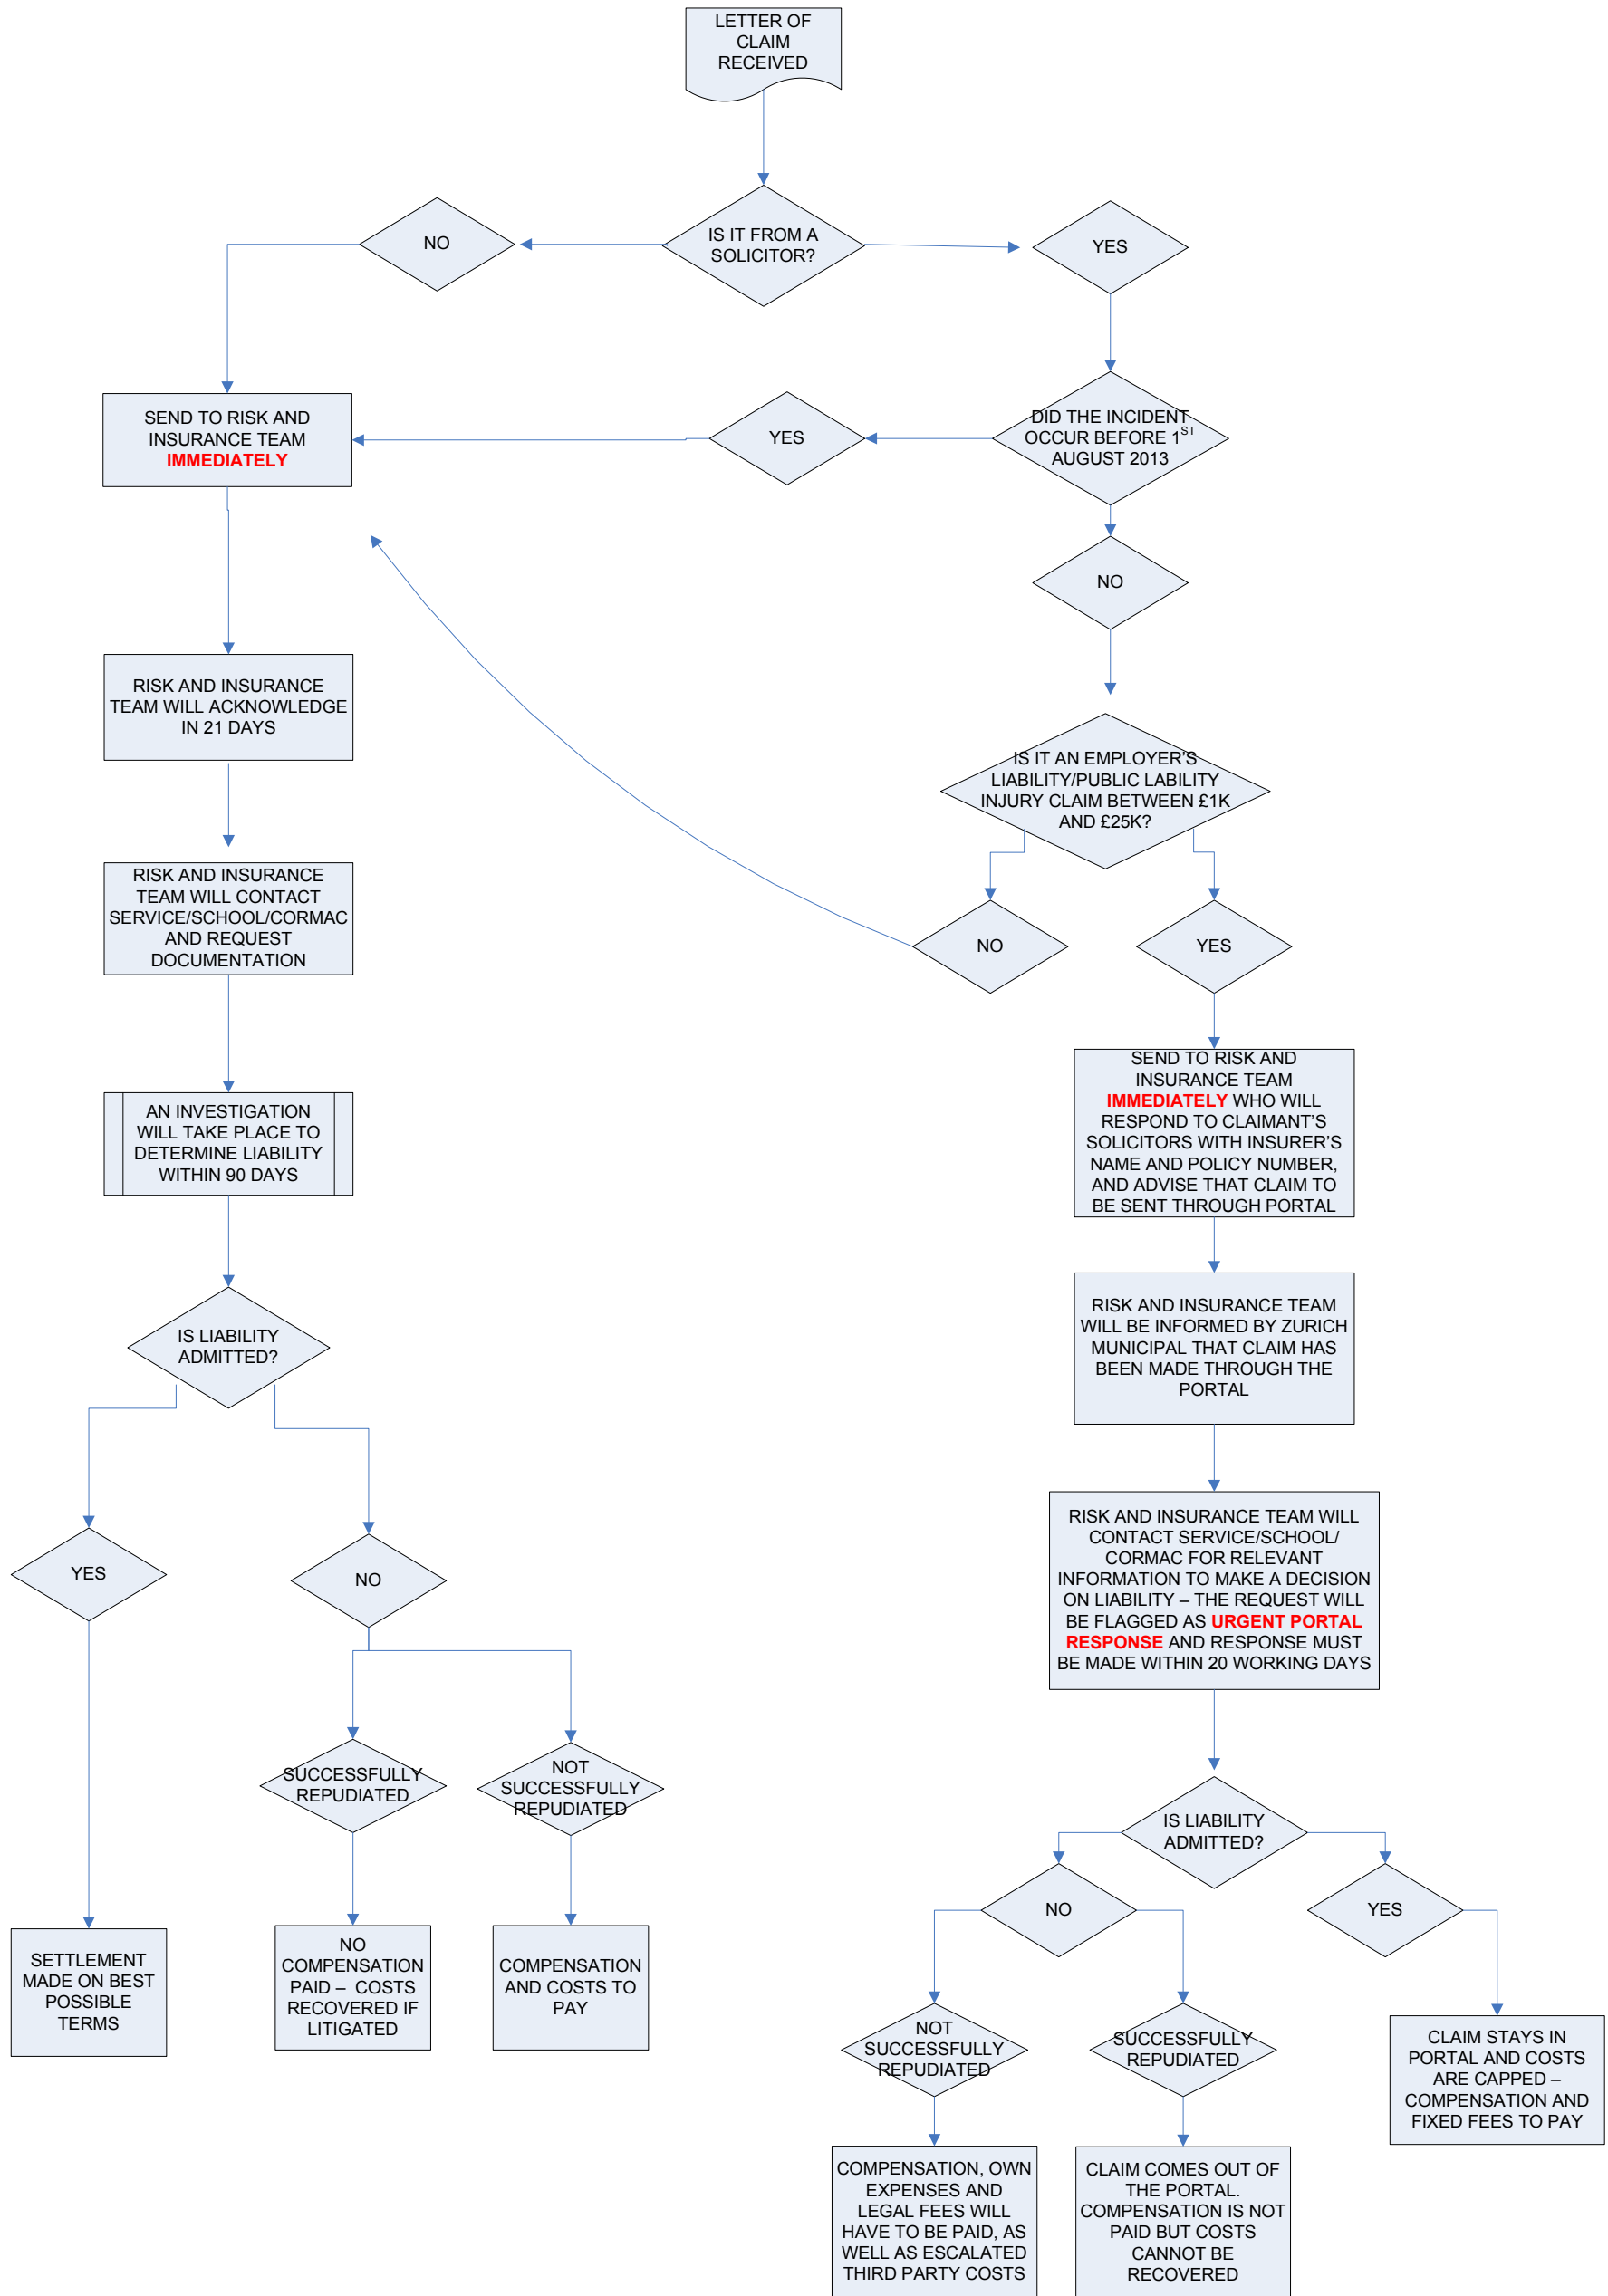 LETTER OF
CLAIM
RECEIVED
IS IT FROM A
SOLICITOR?
NO
YES
SEND TO RISK AND
INSURANCE TEAM
IMMEDIATELY
YES
DID THE INCIDENT
OCCUR BEFORE 1ST
AUGUST 2013
NO
RISK AND INSURANCE
TEAM WILL ACKNOWLEDGE
IN 21 DAYS
IS IT AN EMPLOYER'S
LIABILITY/PUBLIC LABILITY
INJURY CLAIM BETWEEN £1K
AND £25K?
RISK AND INSURANCE
TEAM WILL CONTACT
SERVICE/SCHOOL/CORMAC
AND REQUEST
DOCUMENTATION
NO
YES
AN INVESTIGATION
WILL TAKE PLACE TO
DETERMINE LIABILITY
WITHIN 90 DAYS
SEND TO RISK AND
INSURANCE TEAM
IMMEDIATELY WHO WILL
RESPOND TO CLAIMANT'S
SOLICITORS WITH INSURER'S
NAME AND POLICY NUMBER,
AND ADVISE THAT CLAIM TO
BE SENT THROUGH PORTAL
IS LIABILITY
ADMITTED?
RISK AND INSURANCE TEAM
WILL BE INFORMED BY ZURICH
MUNICIPAL THAT CLAIM HAS
BEEN MADE THROUGH THE
PORTAL
YES
NO
RISK AND INSURANCE TEAM WILL
CONTACT SERVICE/SCHOOL/
CORMAC FOR RELEVANT
INFORMATION TO MAKE A DECISION
ON LIABILITY – THE REQUEST WILL
BE FLAGGED AS URGENT PORTAL
RESPONSE AND RESPONSE MUST
BE MADE WITHIN 20 WORKING DAYS
SUCCESSFULLY
REPUDIATED
NOT
SUCCESSFULLY
REPUDIATED
IS LIABILITY
ADMITTED?
NO
YES
SETTLEMENT
MADE ON BEST
POSSIBLE
TERMS
NO
COMPENSATION
PAID – COSTS
RECOVERED IF
LITIGATED
COMPENSATION
AND COSTS TO
PAY
NOT
SUCCESSFULLY
REPUDIATED
SUCCESSFULLY
REPUDIATED
CLAIM STAYS IN
PORTAL AND COSTS
ARE CAPPED –
COMPENSATION AND
FIXED FEES TO PAY
COMPENSATION, OWN
EXPENSES AND
LEGAL FEES WILL
HAVE TO BE PAID, AS
WELL AS ESCALATED
THIRD PARTY COSTS
CLAIM COMES OUT OF
THE PORTAL.
COMPENSATION IS NOT
PAID BUT COSTS
CANNOT BE
RECOVERED